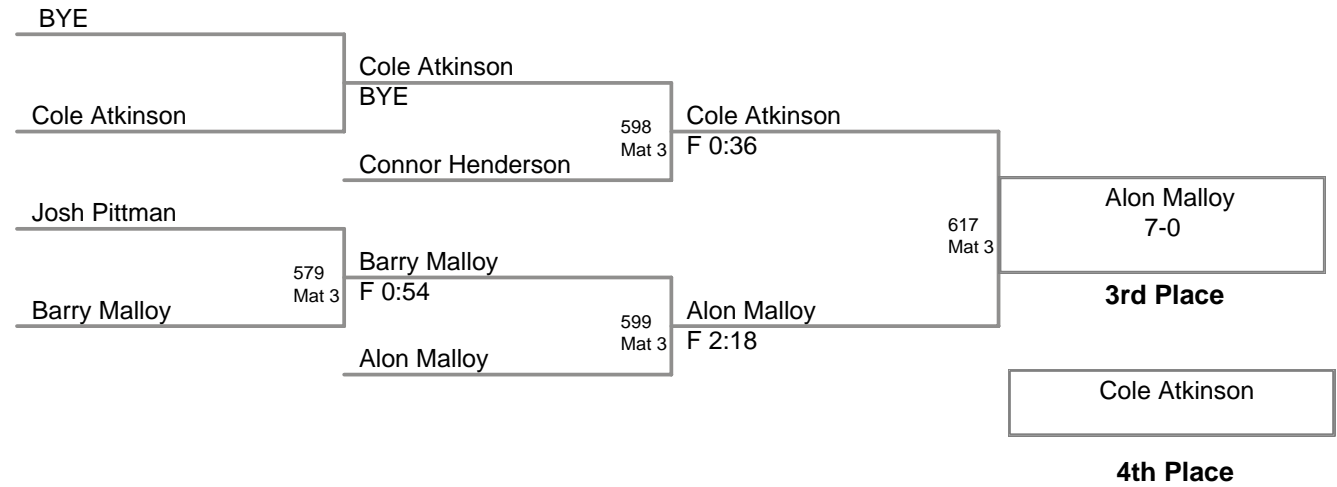 BYE
Cole Atkinson
Cole Atkinson
BYE
Connor Henderson
598
Mat 3
Cole Atkinson
F 0:36
Josh Pittman
Barry Malloy
579
Mat 3
Barry Malloy
F 0:54
Alon Malloy
599
Mat 3
Alon Malloy
F 2:18
617
Mat 3
Alon Malloy
7-0
3rd Place
Cole Atkinson
4th Place